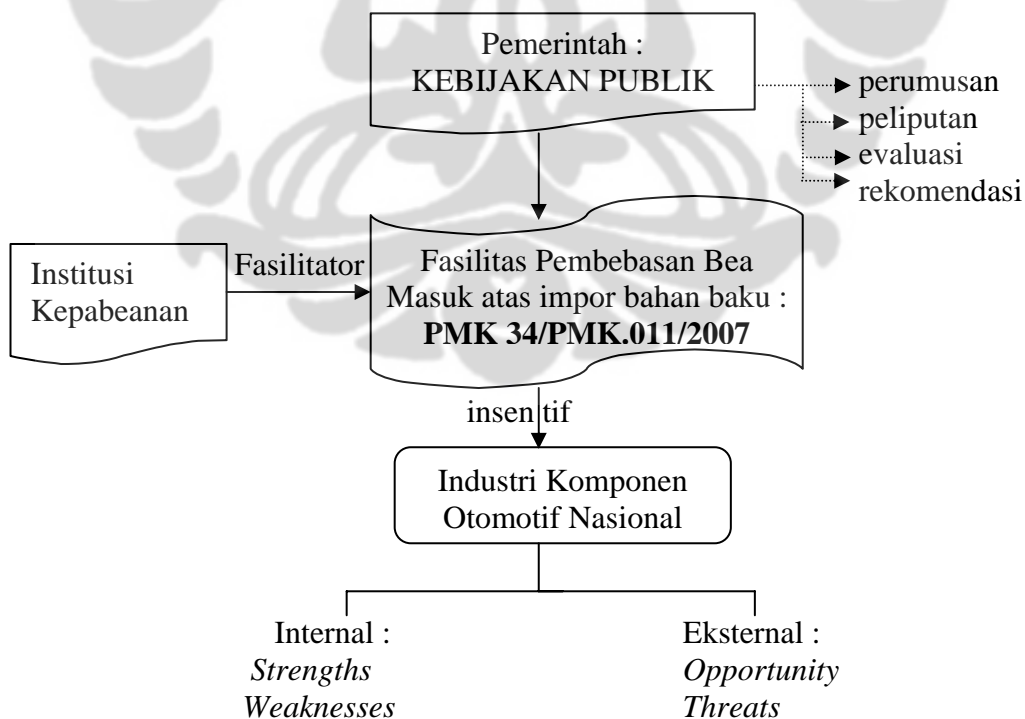 Pemerintah :
KEBIJAKAN PUBLIK
perumusan
peliputan
evaluasi
rekomendasi
Institusi
Kepabeanan
Fasilitator
Fasilitas Pembebasan Bea
Masuk atas impor bahan baku :
PMK 34/PMK.011/2007
insentif
Industri Komponen
Otomotif Nasional
Internal :
Strengths
Weaknesses
Eksternal :
Opportunity
Threats